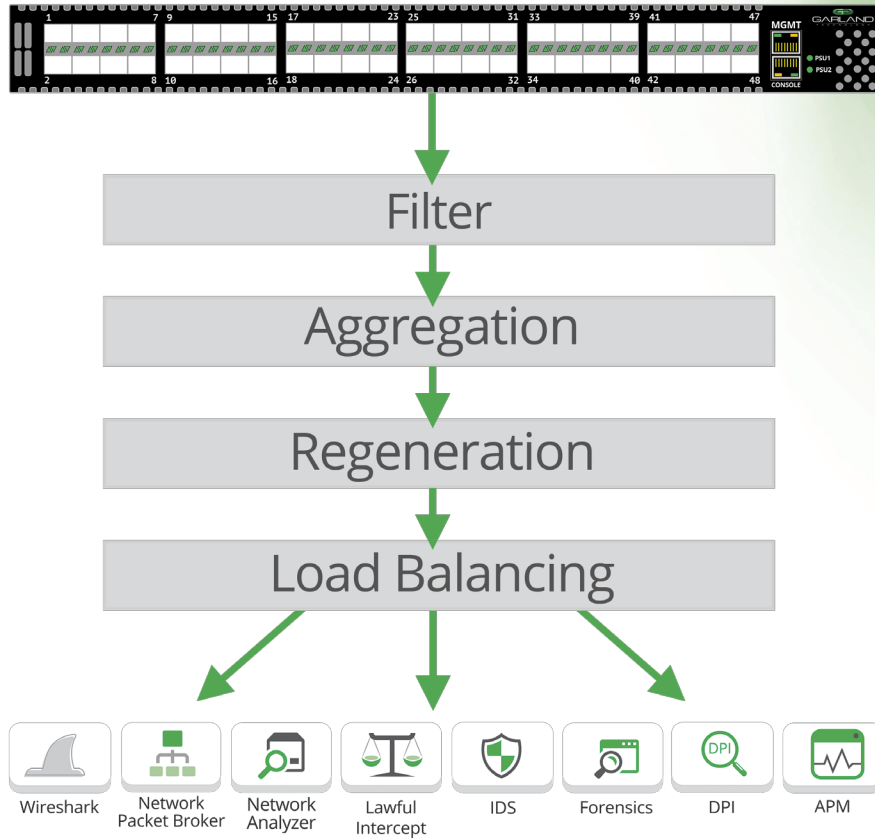 1 7 9 15 17 23 25 31 33 39 41 47
MGMT
GARLAND
PSU1
PSU2
2 8 10 16 18 24 26 32 34 40 42 48
CONSOLE
Filter
Aggregation
Regeneration
Load Balancing
DPI
Wireshark
Network
Packet Broker
Network
Analyzer
Lawful
Intercept
IDS
Forensics
DPI
APM